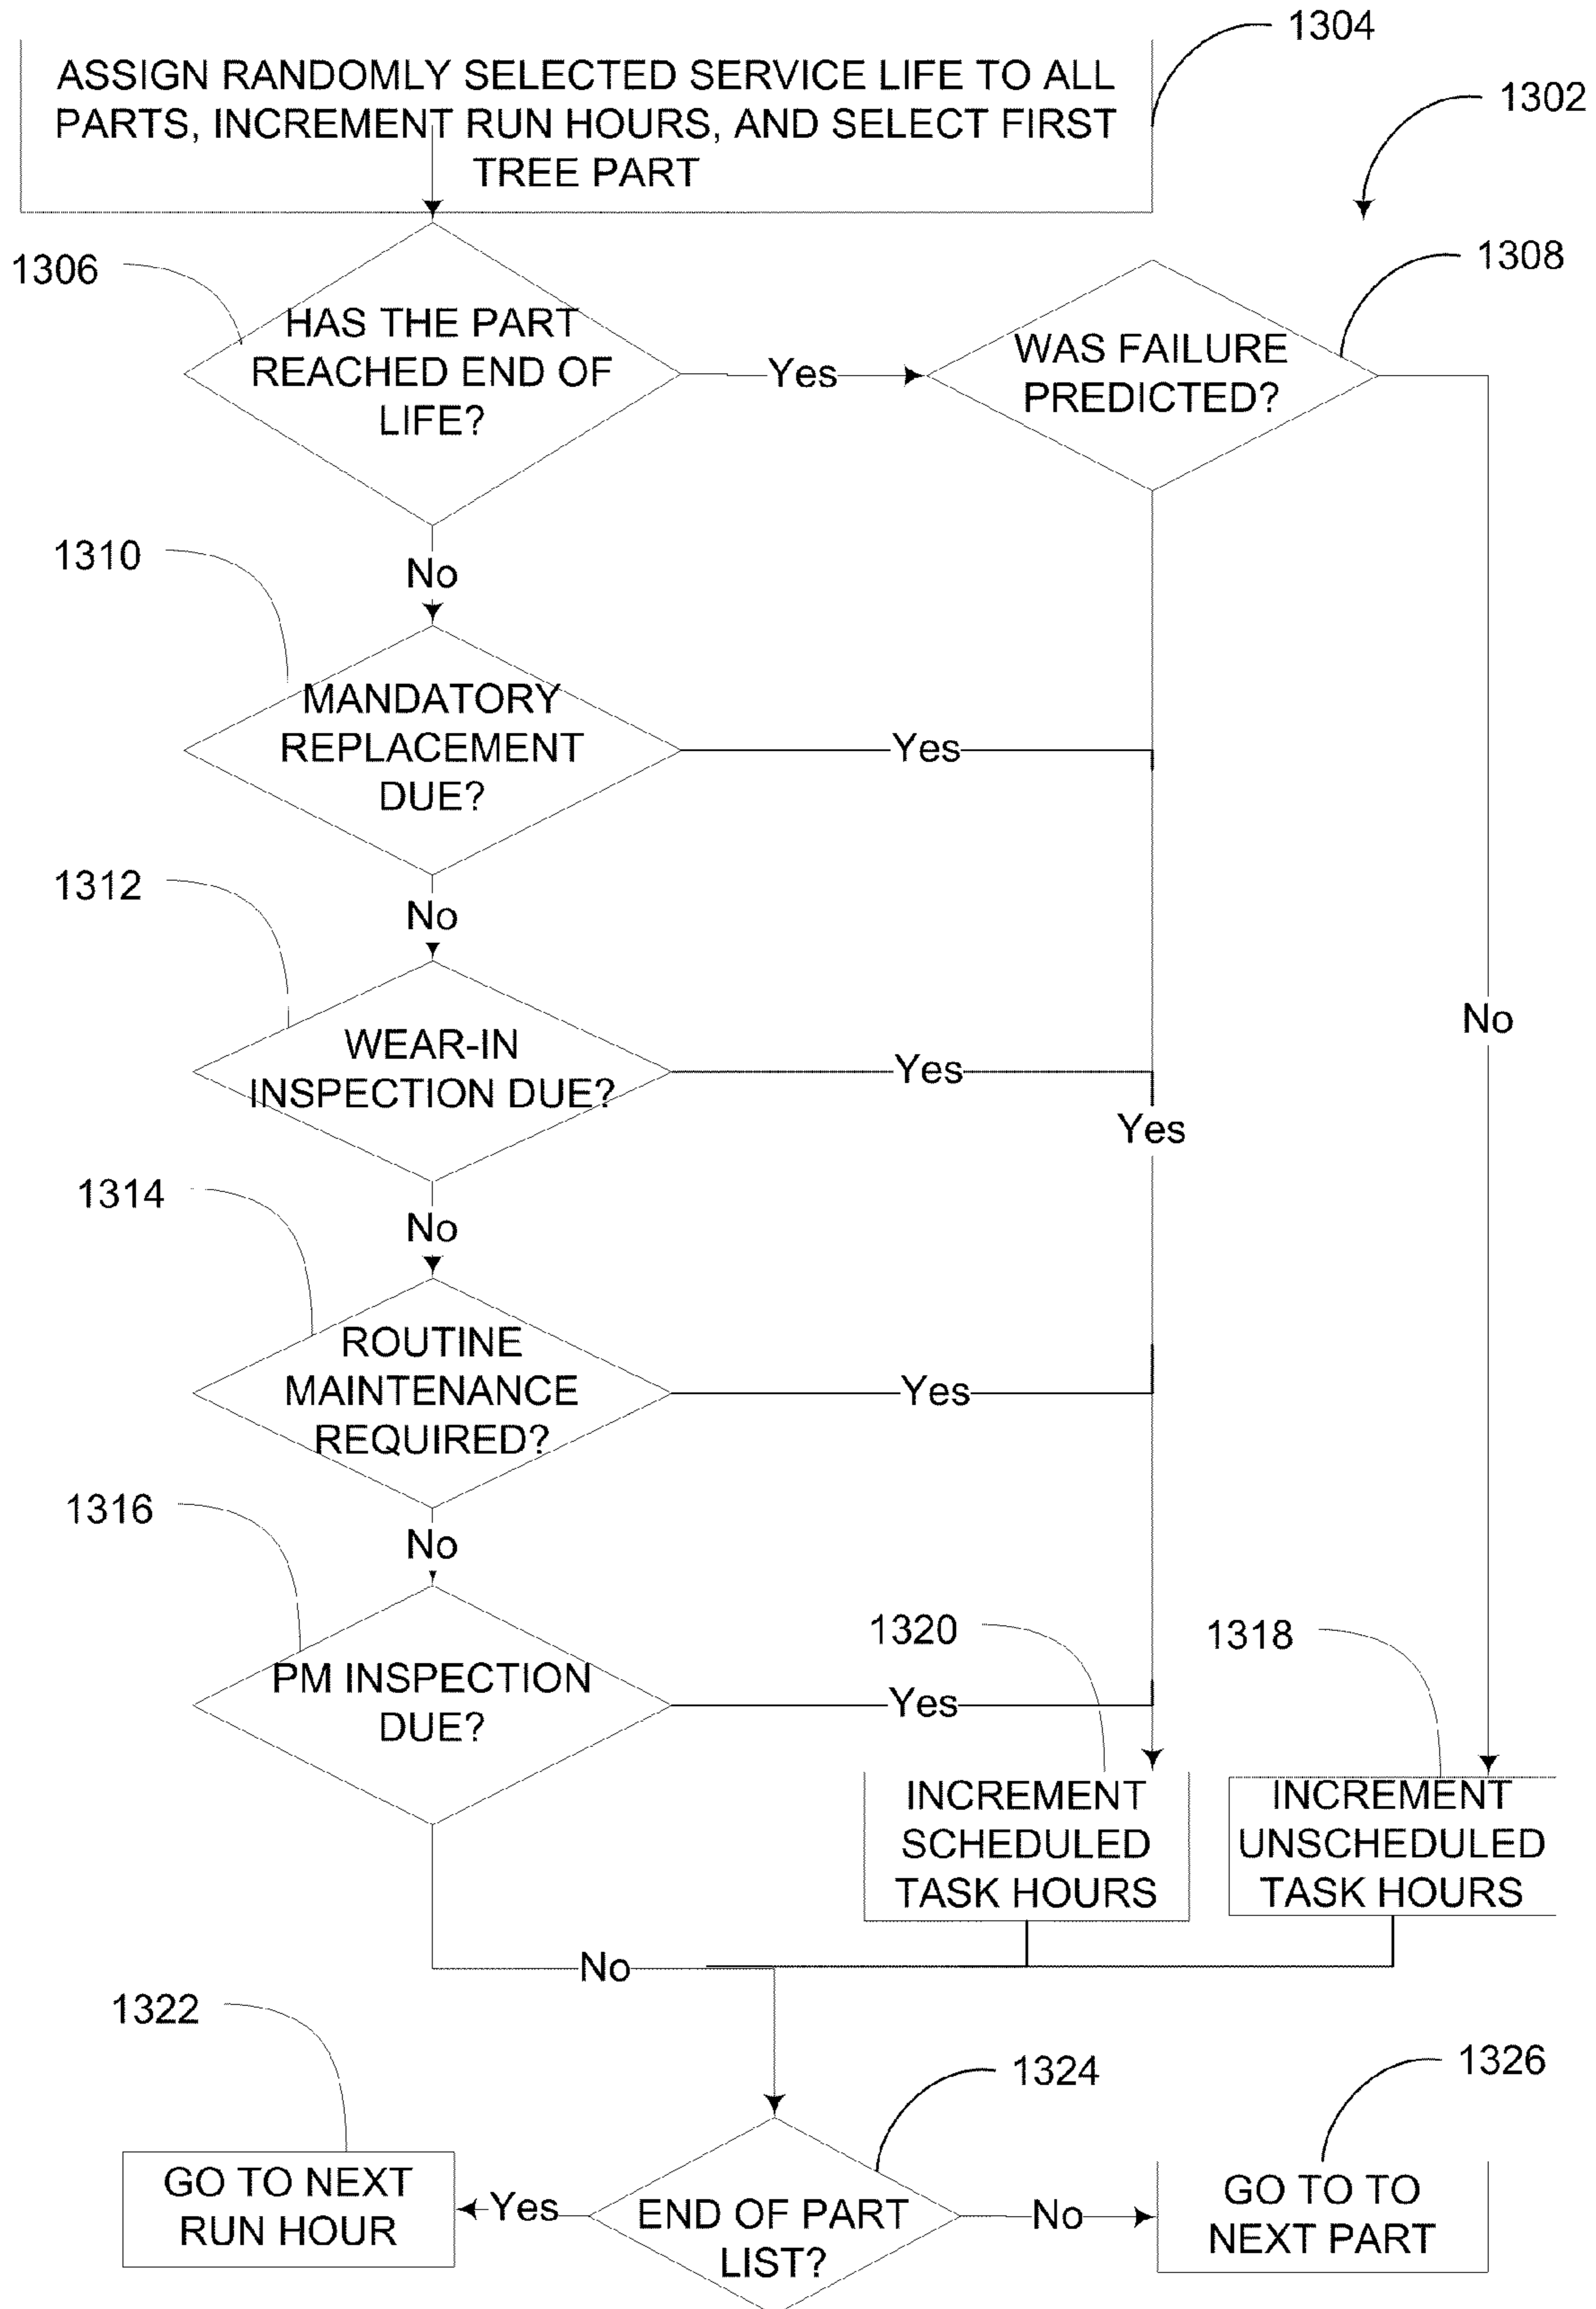 1304
ASSIGN RANDOMLY SELECTED SERVICE LIFE TO ALL
PARTS, INCREMENT RUN HOURS, AND SELECT FIRST
TREE PART
1302
1306
HAS THE PART
REACHED END OF
LIFE?
Yes
1308
WAS FAILURE
PREDICTED?
No
1310
MANDATORY
REPLACEMENT
DUE?
Yes
No
1312
WEAR-IN
INSPECTION DUE?
Yes
Yes
No
No
1314
ROUTINE
MAINTENANCE
REQUIRED?
Yes
No
1316
PM INSPECTION
DUE?
Yes
1320
INCREMENT
SCHEDULED
TASK HOURS
1318
INCREMENT
UNSCHEDULED
TASK HOURS
No
1322
GO TO NEXT
RUN HOUR
Yes
1324
END OF PART
LIST?
No
1326
GO TO TO
NEXT PART